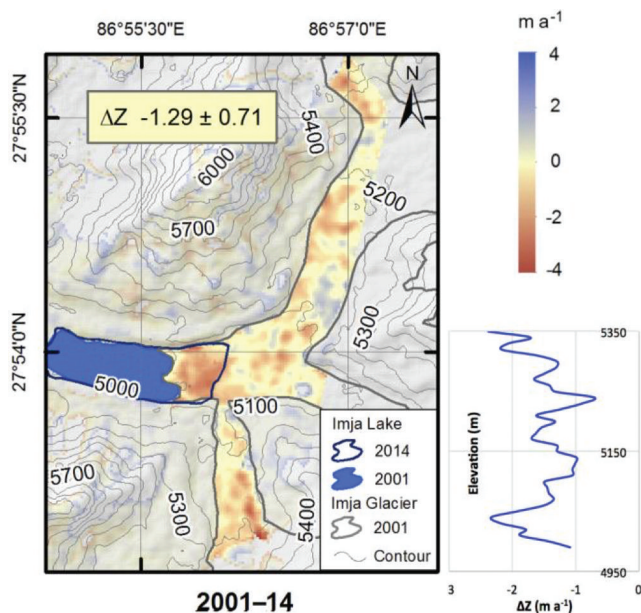 m a⁻¹
86°55'30"E
86°57'0"E
27°55'30"N
27°54'0"N
N
ΔZ -1.29 ± 0.71
6000
5700
5400
5200
5300
5000
5100
5700
5300
5400
Imja Lake
2014
2001
Imja Glacier
2001
Contour
2001–14
4
2
0
-2
-4
Elevation (m)
5350
5150
4950
3
-2
-1
0
ΔZ (m a⁻¹)